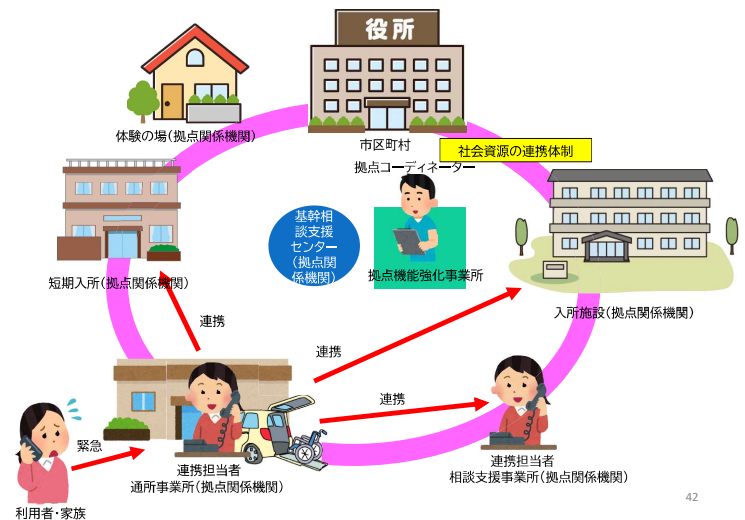 役所
体験の場(拠点関係機関)
市区町村
社会資源の連携体制
拠点コーディネーター
基幹相
談支援
センター
(拠点関
係機関)
拠点機能強化事業所
短期入所(拠点関係機関)
入所施設(拠点関係機関)
連携
連携
連携
緊急
連携担当者
通所事業所(拠点関係機関)
連携担当者
相談支援事業所(拠点関係機関)
利用者・家族
42